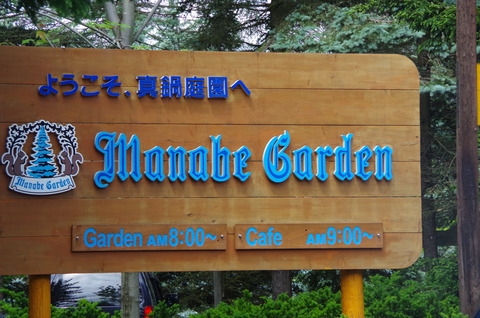 ようこそ．真鍋庭園へ
Manabe Garden
Manabe Garden
Garden AM8:00～
Cafe AM9:00～